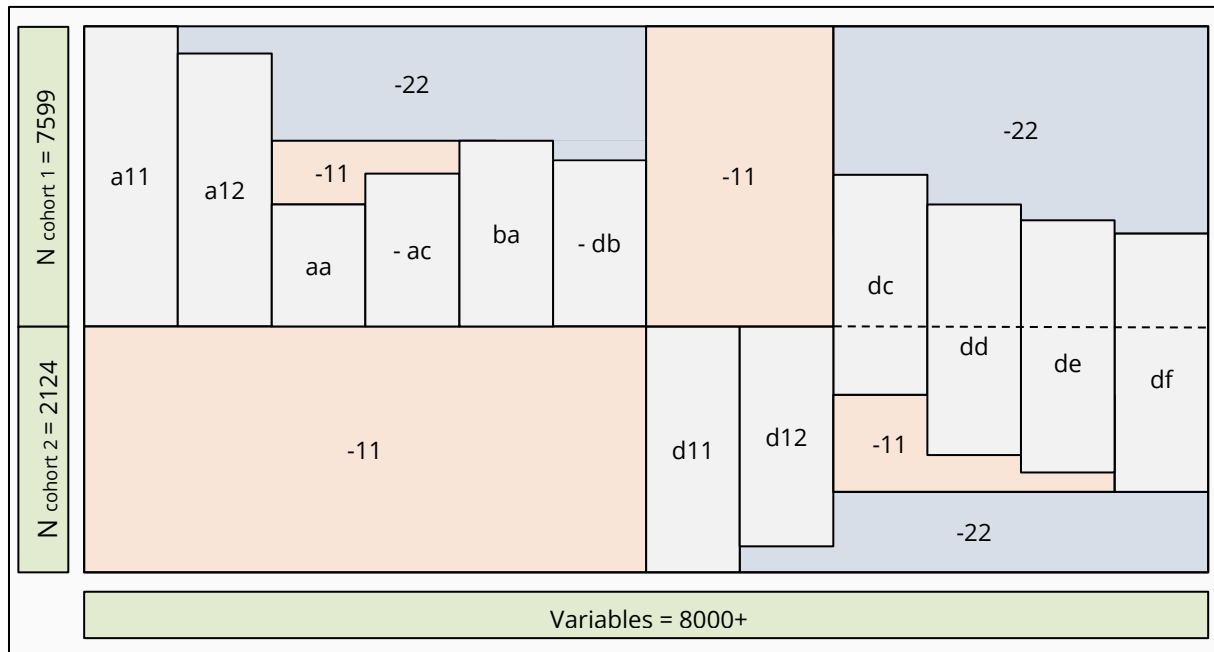 N cohort 1 = 7599
a11
a12
-22
-11
aa
- ac
ba
- db
-11
-22
dc
dd
de
df
N cohort 2 = 2124
-11
d11
d12
-11
-22
Variables = 8000+